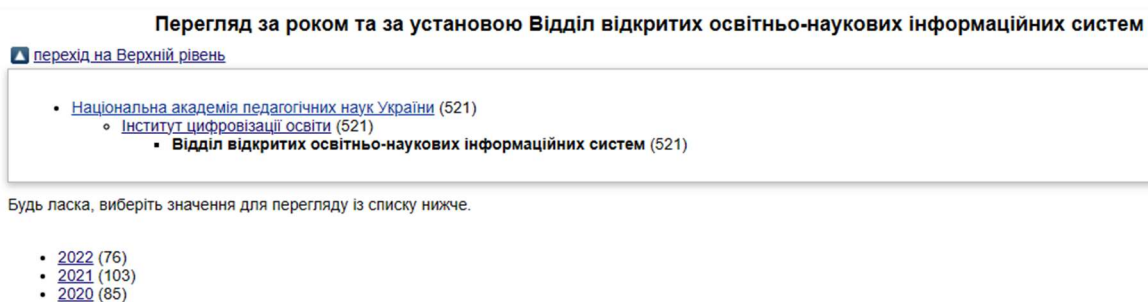 Перегляд за роком та за установою Відділ відкритих освітньо-наукових інформаційних систем
перехід на Верхній рівень
Національна академія педагогічних наук України (521)
Інститут цифровізації освіти (521)
Відділ відкритих освітньо-наукових інформаційних систем (521)
Будь ласка, виберіть значення для перегляду із списку нижче.
2022 (76)
2021 (103)
2020 (85)